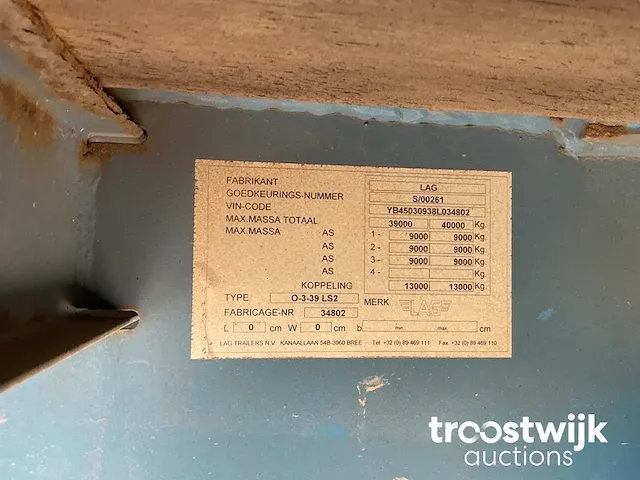 FABRIKANT LAG
GOEDKEURINGS-NUMMER S/00261
VIN-CODE YB45030938L034802
MAX.MASSA TOTAAL 39000 40000 Kg.
MAX.MASSA AS 1 - 9000 9000 Kg.
AS 2 - 9000 9000 Kg.
AS 3 - 9000 9000 Kg.
AS 4 - Kg.
KOPPELING 13000 13000 Kg.
TYPE O-3-39 LS2 MERK LAG
FABRICAGE-NR 34802
L 0 cm W 0 cm b min. max. cm
LAG TRAILERS N.V. KANAALLAAN 54B-3960 BREE Tel. +32 (0) 89 469 111 Fax. +32 (0) 89 469 110
troostwijk
auctions